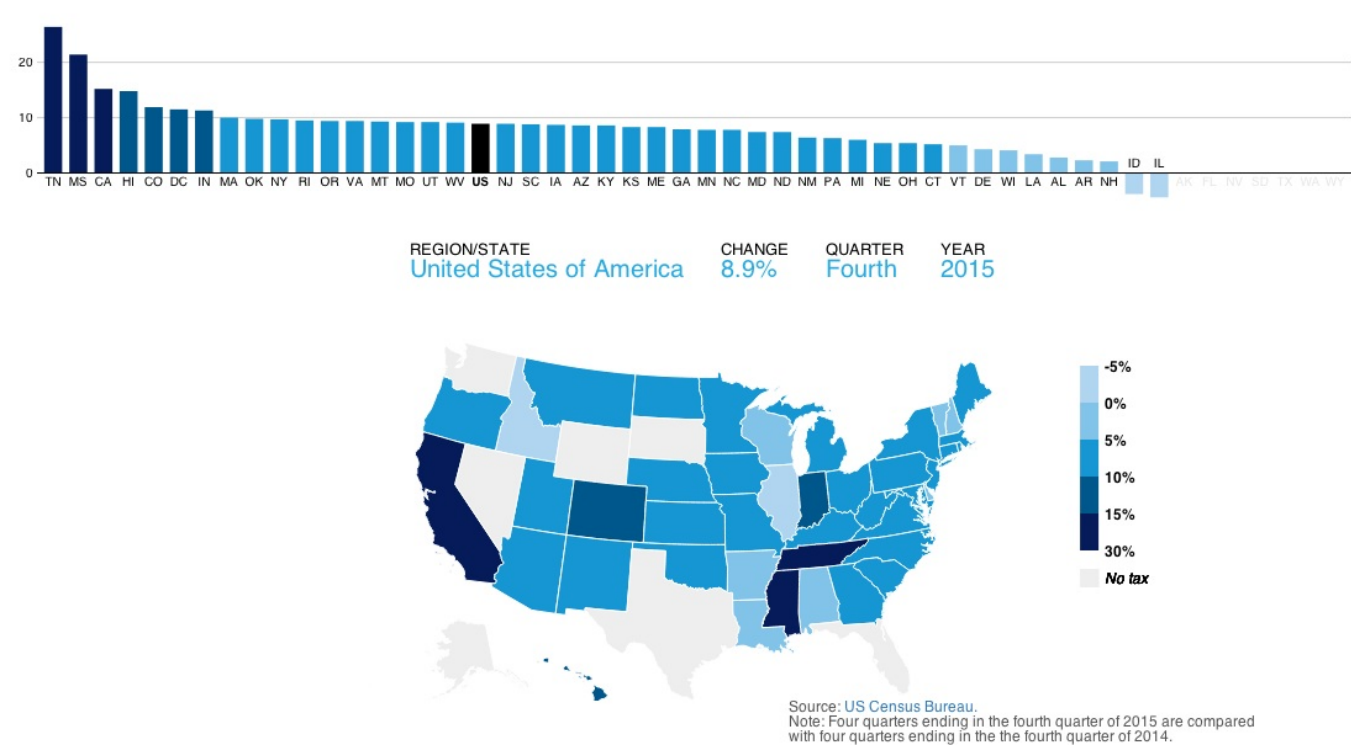 20
10
0
ID IL
TN MS CA HI CO DC IN MA OK NY RI OR VA MT MO UT WV US NJ SC IA AZ KY KS ME GA MN NC MD ND NM PA MI NE OH CT VT DE WI LA AL AR NH AK FL NV SD TX WA WY
REGION/STATE CHANGE QUARTER YEAR
United States of America 8.9% Fourth 2015
-5%
0%
5%
10%
15%
30%
No tax
Source: US Census Bureau.
Note: Four quarters ending in the fourth quarter of 2015 are compared
with four quarters ending in the the fourth quarter of 2014.